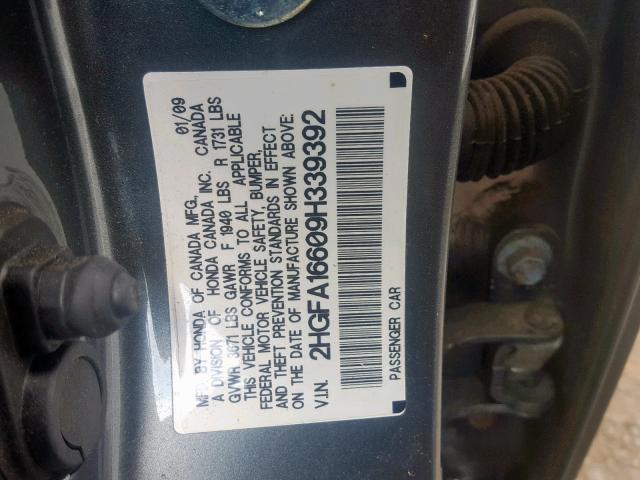 MFD. BY HONDA OF CANADA MFG. 01/09
A DIVISION OF HONDA CANADA INC. CANADA
GVWR 3671 LBS GAWR F 1940 LBS R 1731 LBS
THIS VEHICLE CONFORMS TO ALL APPLICABLE
FEDERAL MOTOR VEHICLE SAFETY, BUMPER,
AND THEFT PREVENTION STANDARDS IN EFFECT
ON THE DATE OF MANUFACTURE SHOWN ABOVE.
V.I.N. 2HGFA16609H339392
PASSENGER CAR